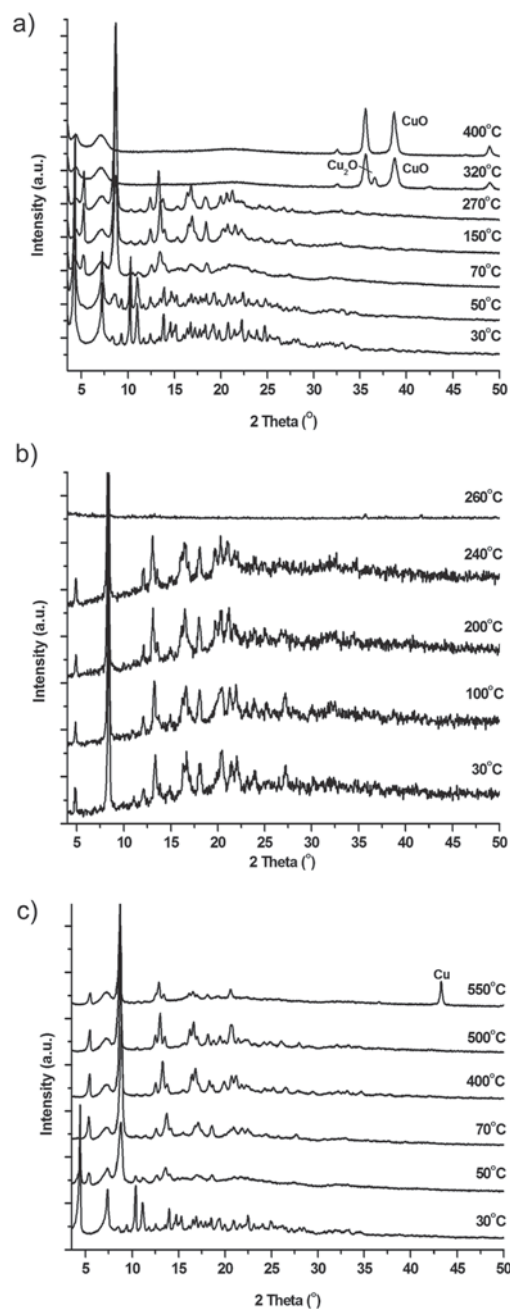 a)
CuO
400°C
Cu₂O
CuO
320°C
270°C
150°C
70°C
50°C
30°C
Intensity (a.u.)
5 10 15 20 25 30 35 40 45 50
2 Theta (°)
b)
260°C
240°C
200°C
100°C
30°C
Intensity (a.u.)
5 10 15 20 25 30 35 40 45 50
2 Theta (°)
c)
Cu
550°C
500°C
400°C
70°C
50°C
30°C
Intensity (a.u.)
5 10 15 20 25 30 35 40 45 50
2 Theta (°)